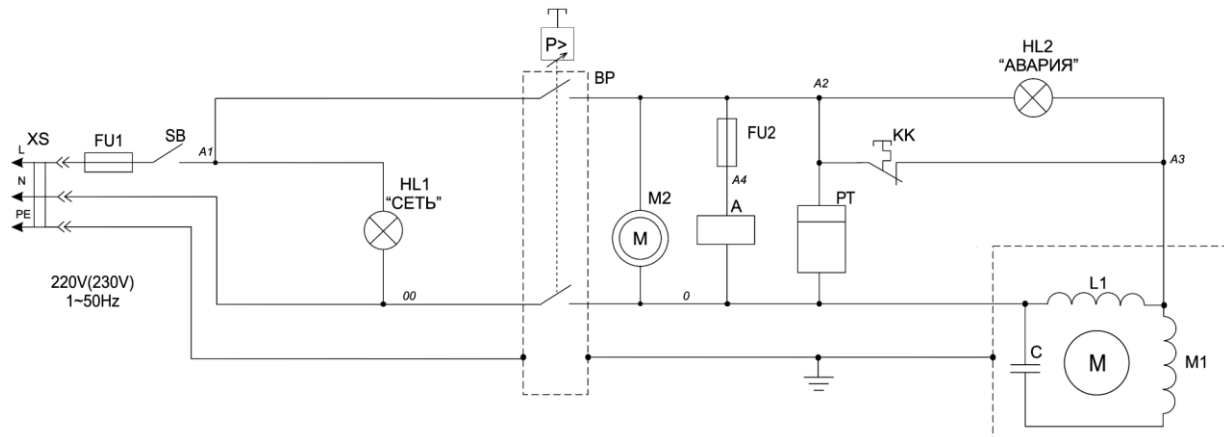 P>
BP
HL2
“АВАРИЯ”
A2
XS
L
FU1
SB
A1
N
PE
HL1
“СЕТЬ”
FU2
A4
KK
A3
M2
M
A
PT
220V(230V)
1~50Hz
00
0
L1
C
M
M1